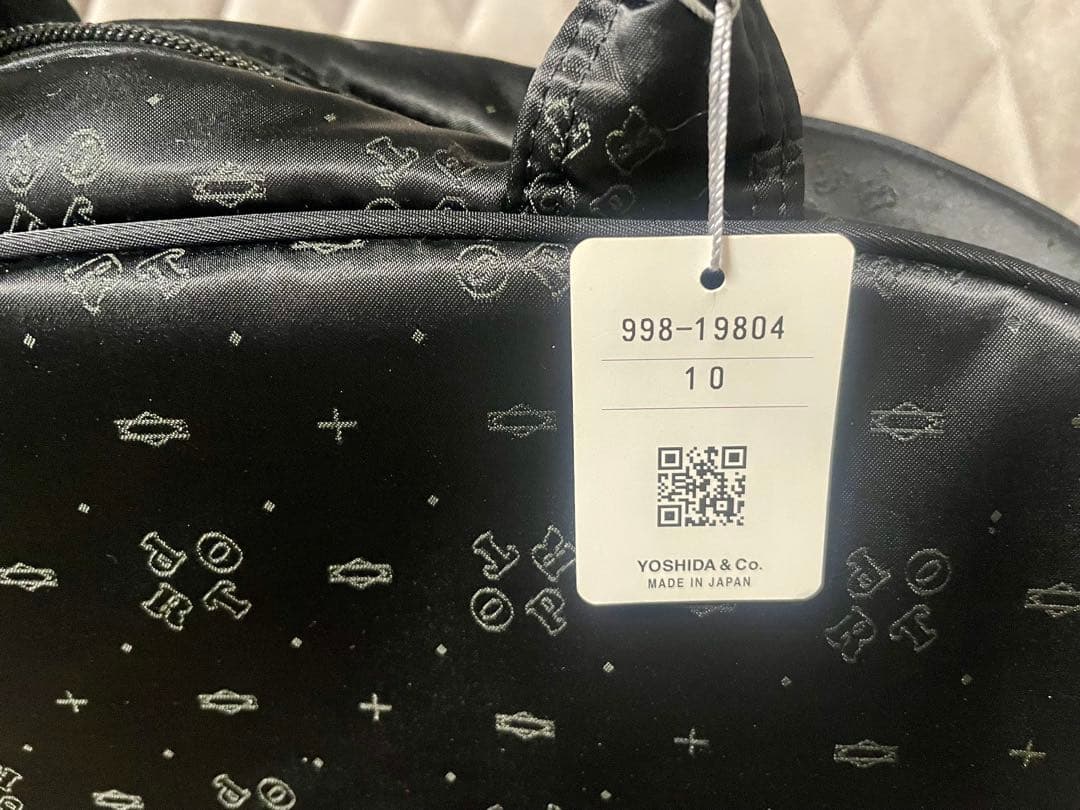 998-19804
10
YOSHIDA & Co.
MADE IN JAPAN
P O
R T
T R
O P
P O
R T